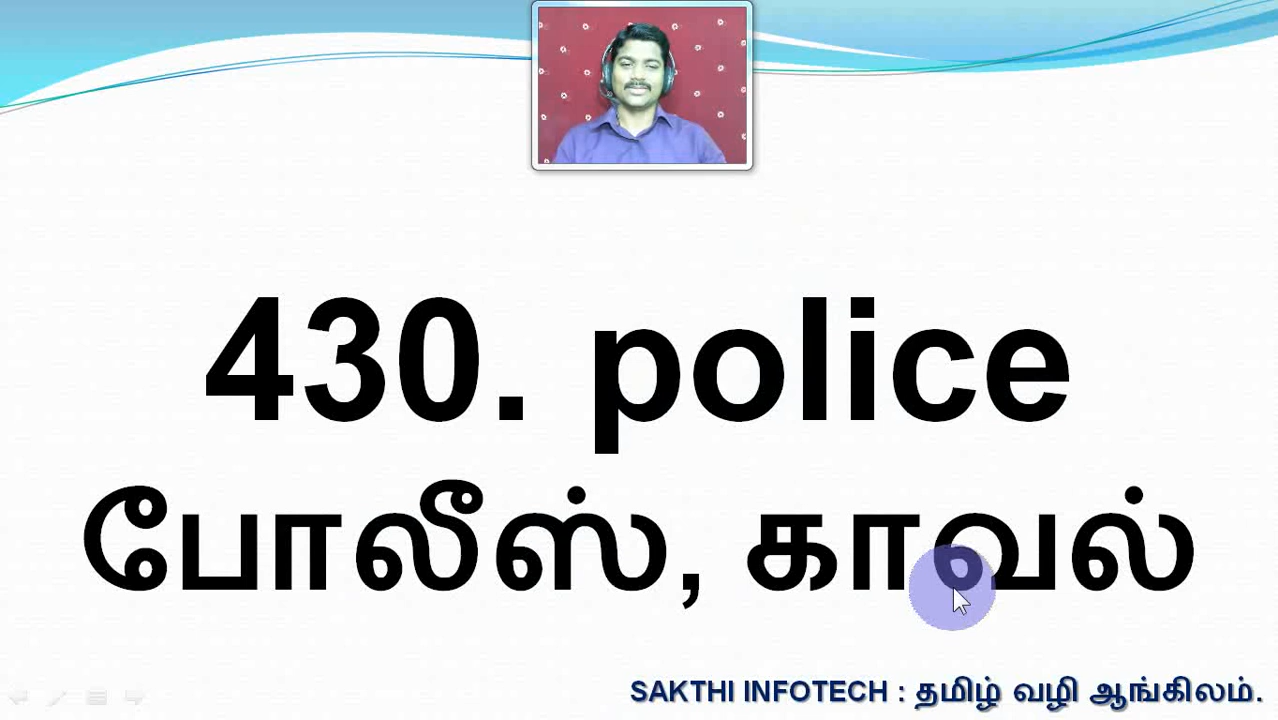 430. police
போலீஸ், காவல்
SAKTHI INFOTECH : தமிழ் வழி ஆங்கிலம்.